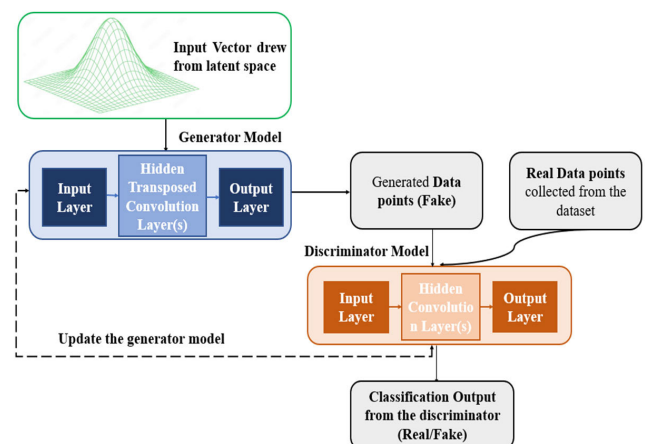 Input Vector drew
from latent space
Generator Model
Input
Layer
Hidden
Transposed
Convolution
Layer(s)
Output
Layer
Generated Data
points (Fake)
Real Data points
collected from the
dataset
Discriminator Model
Input
Layer
Hidden
Convolutio
n Layer(s)
Output
Layer
Update the generator model
Classification Output
from the discriminator
(Real/Fake)